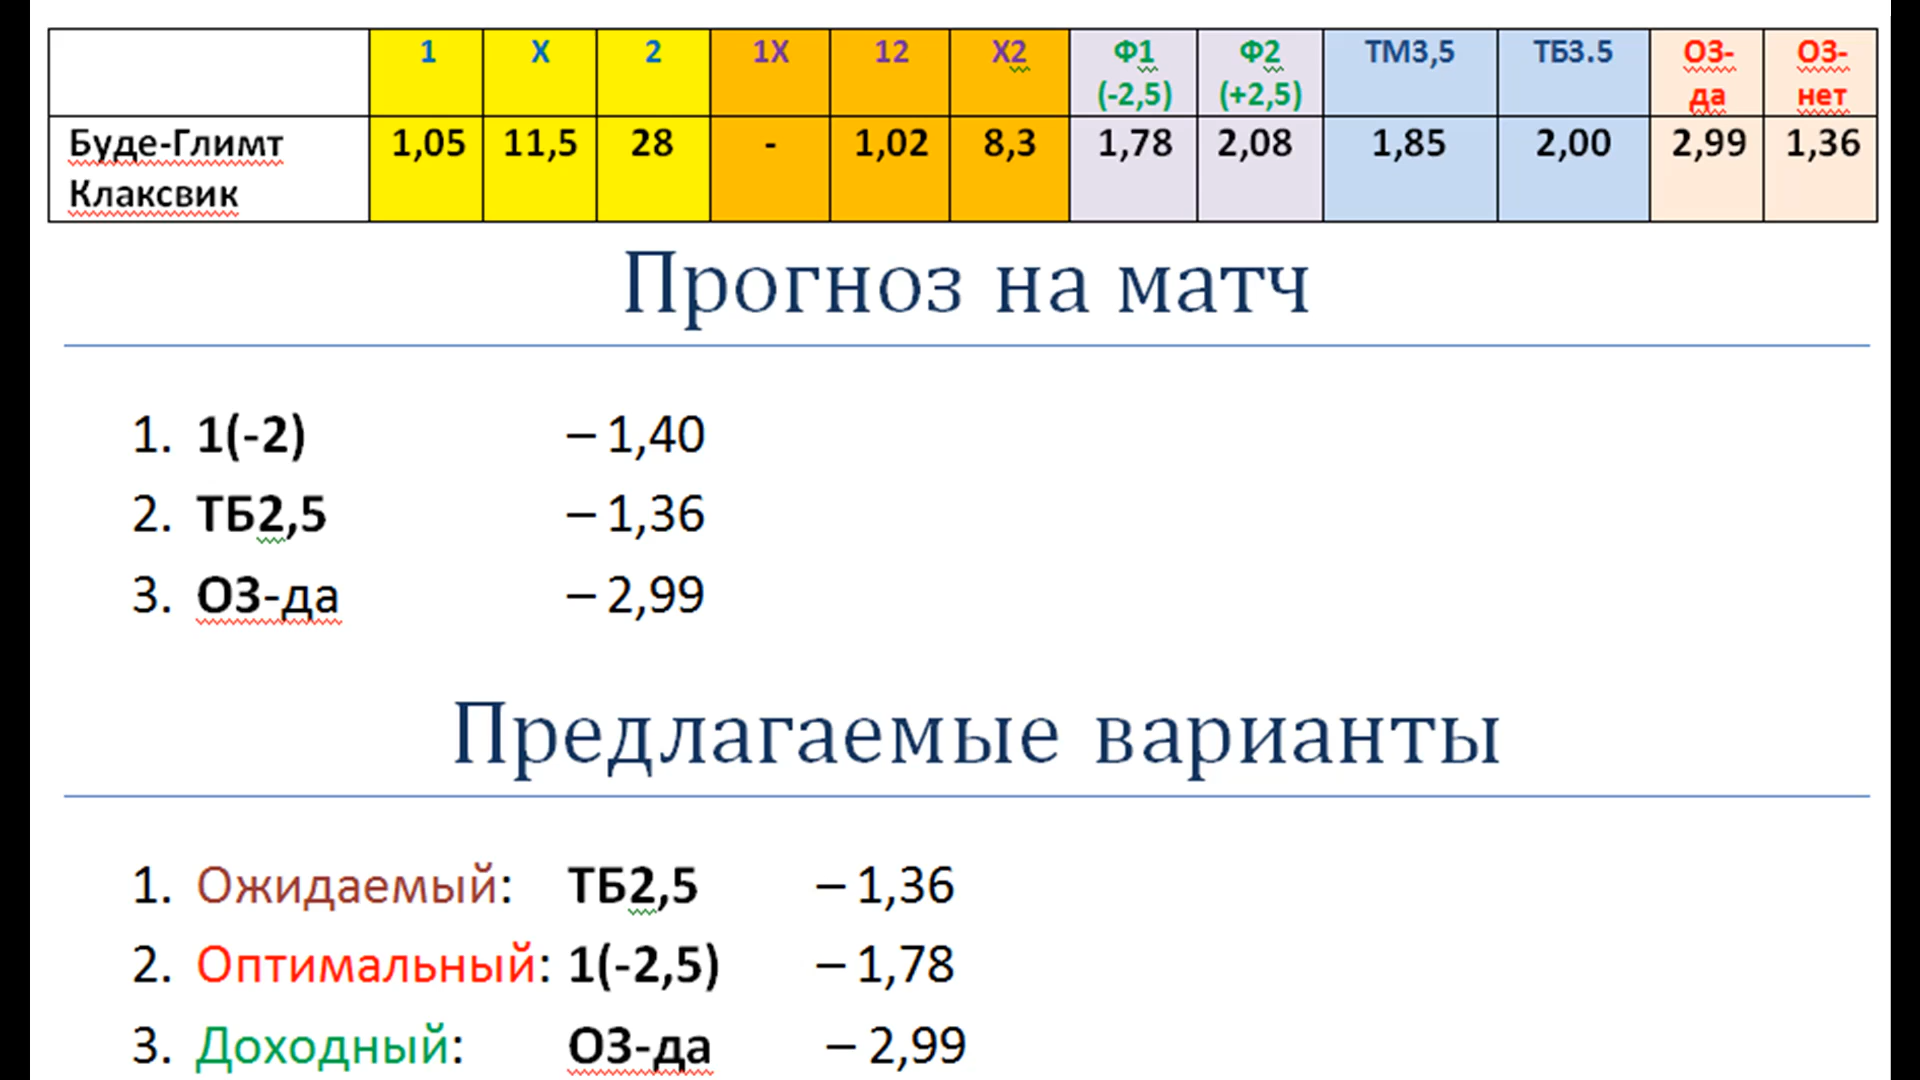 1 X 2 1X 12 X2 Ф1 (-2,5) Ф2 (+2,5) ТМ3,5 ТБ3.5 ОЗ-да ОЗ-нет
Буде-Глимт 1,05 11,5 28 - 1,02 8,3 1,78 2,08 1,85 2,00 2,99 1,36
Клаксвик
Прогноз на матч
1. 1(-2) – 1,40
2. ТБ2,5 – 1,36
3. ОЗ-да – 2,99
Предлагаемые варианты
1. Ожидаемый: ТБ2,5 – 1,36
2. Оптимальный: 1(-2,5) – 1,78
3. Доходный: ОЗ-да – 2,99